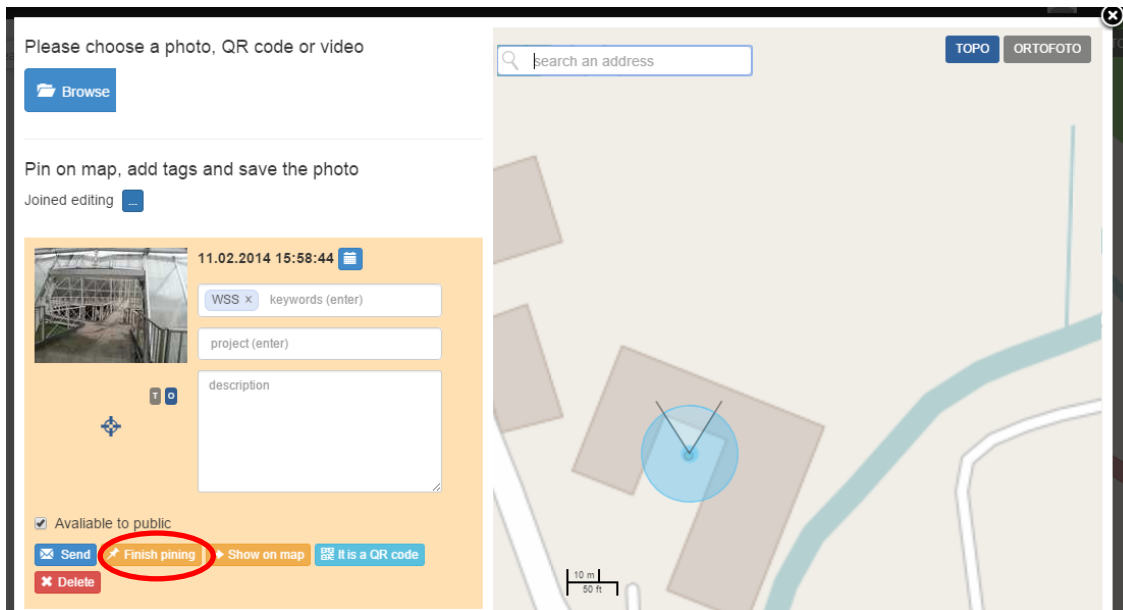 Please choose a photo, QR code or video
Browse
Pin on map, add tags and save the photo
Joined editing ...
11.02.2014 15:58:44
WSS × keywords (enter)
project (enter)
T O
description
Avaliable to public
Send Finish pining Show on map It is a QR code
Delete
search an address
TOPO ORTOFOTO
10 m
50 ft